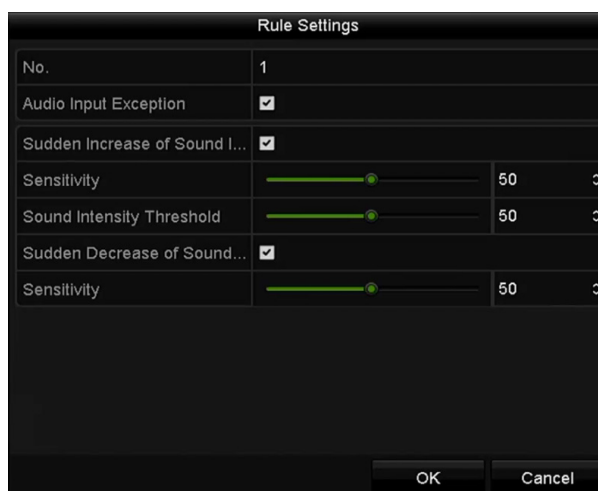 Rule Settings
No. 1
Audio Input Exception
Sudden Increase of Sound I...
Sensitivity 50
Sound Intensity Threshold 50
Sudden Decrease of Sound...
Sensitivity 50
OK Cancel